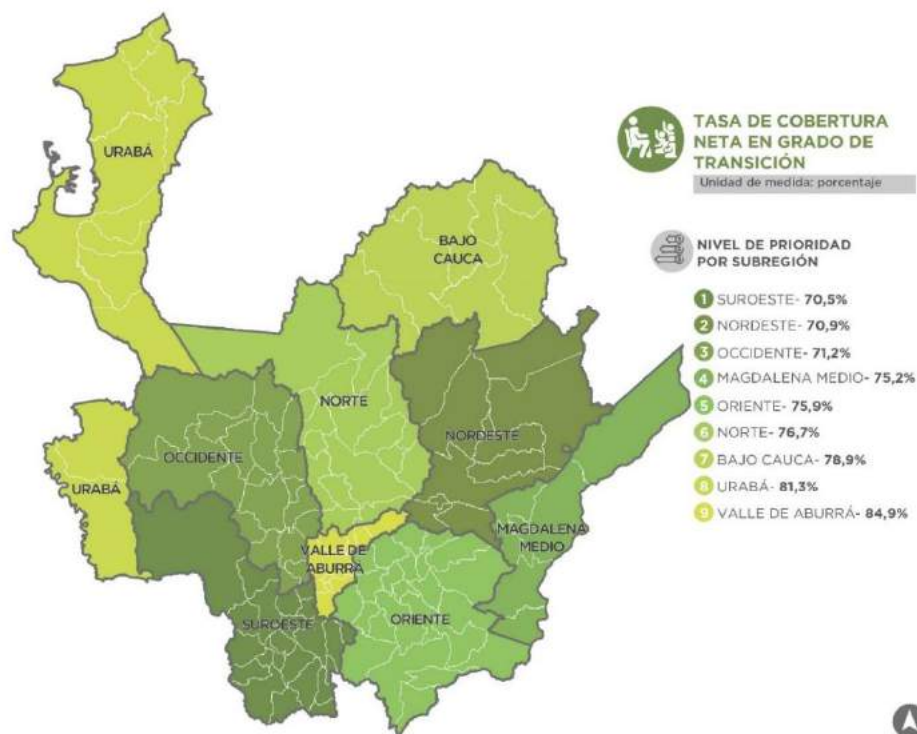 TASA DE COBERTURA
NETA EN GRADO DE
TRANSICIÓN
Unidad de medida: porcentaje
NIVEL DE PRIORIDAD
POR SUBREGIÓN
1 SUROESTE- 70,5%
2 NORDESTE- 70,9%
3 OCCIDENTE- 71,2%
4 MAGDALENA MEDIO- 75,2%
5 ORIENTE- 75,9%
6 NORTE- 76,7%
7 BAJO CAUCA- 78,9%
8 URABÁ- 81,3%
9 VALLE DE ABURRÁ- 84,9%
URABÁ
BAJO
CAUCA
NORTE
NORDESTE
OCCIDENTE
URABÁ
MAGDALENA
MEDIO
VALLE DE
ABURRA
SUROESTE
ORIENTE